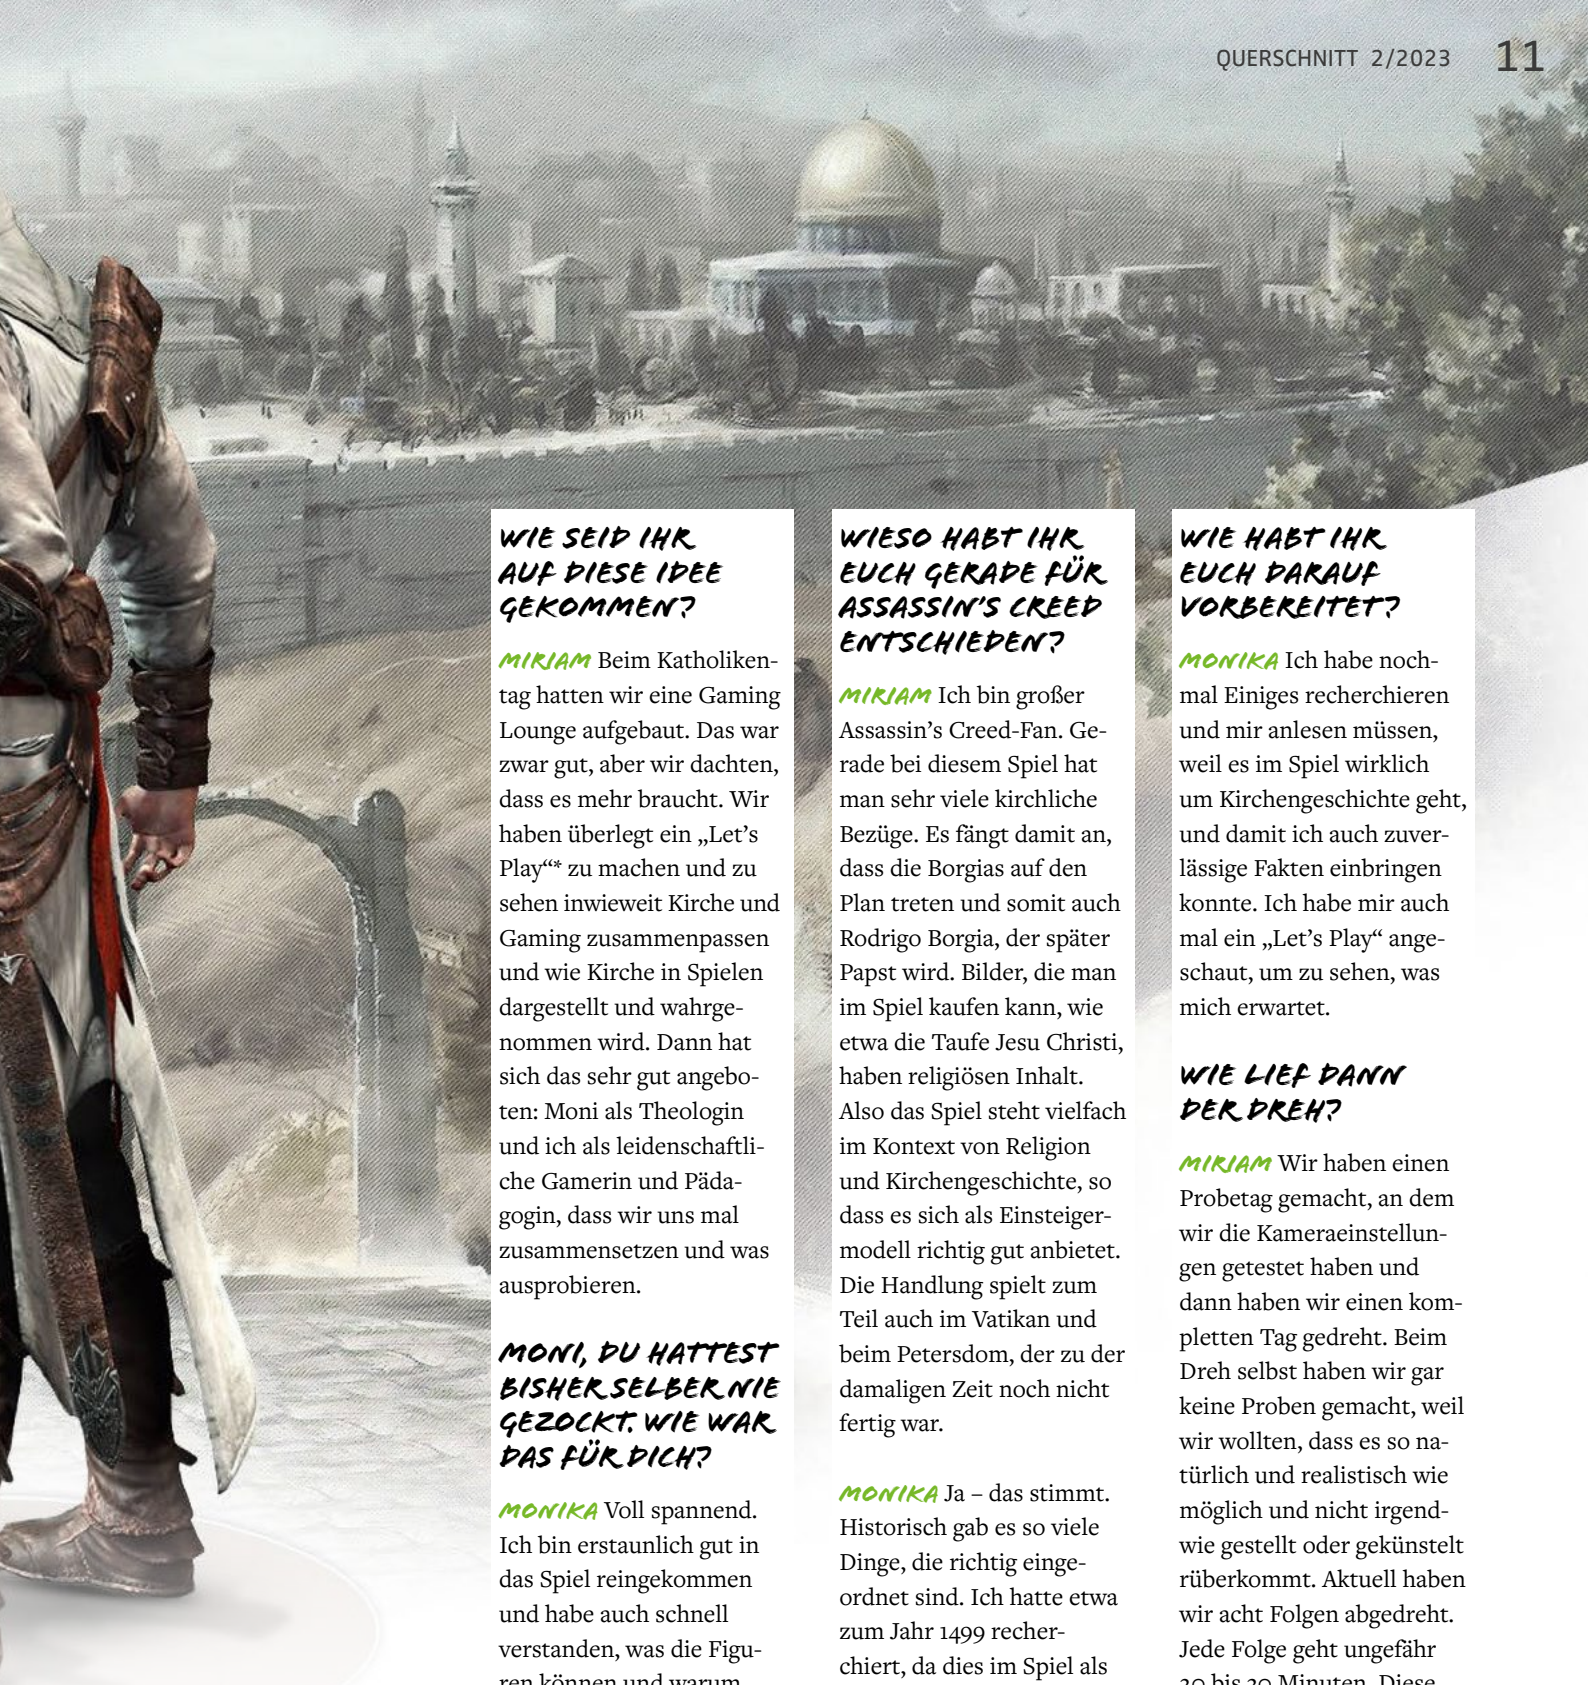 QUERSCHNITT 2/2023 11
WIE SEID IHR
AUF DIESE IDEE
GEKOMMEN?
MIRIAM Beim Katholiken-
tag hatten wir eine Gaming
Lounge aufgebaut. Das war
zwar gut, aber wir dachten,
dass es mehr braucht. Wir
haben überlegt ein „Let’s
Play“* zu machen und zu
sehen inwieweit Kirche und
Gaming zusammenpassen
und wie Kirche in Spielen
dargestellt und wahrge-
nommen wird. Dann hat
sich das sehr gut angebo-
ten: Moni als Theologin
und ich als leidenschaftli-
che Gamerin und Päda-
gogin, dass wir uns mal
zusammensetzen und was
ausprobieren.
MONI, DU HATTEST
BISHER SELBER NIE
GEZOCKT. WIE WAR
DAS FÜR DICH?
MONIKA Voll spannend.
Ich bin erstaunlich gut in
das Spiel reingekommen
und habe auch schnell
verstanden, was die Figu-
ren können und warum
WIESO HABT IHR
EUCH GERADE FÜR
ASSASSIN’S CREED
ENTSCHIEDEN?
MIRIAM Ich bin großer
Assassin’s Creed-Fan. Ge-
rade bei diesem Spiel hat
man sehr viele kirchliche
Bezüge. Es fängt damit an,
dass die Borgias auf den
Plan treten und somit auch
Rodrigo Borgia, der später
Papst wird. Bilder, die man
im Spiel kaufen kann, wie
etwa die Taufe Jesu Christi,
haben religiösen Inhalt.
Also das Spiel steht vielfach
im Kontext von Religion
und Kirchengeschichte, so
dass es sich als Einsteiger-
modell richtig gut anbietet.
Die Handlung spielt zum
Teil auch im Vatikan und
beim Petersdom, der zu der
damaligen Zeit noch nicht
fertig war.
MONIKA Ja – das stimmt.
Historisch gab es so viele
Dinge, die richtig einge-
ordnet sind. Ich hatte etwa
zum Jahr 1499 recher-
chiert, da dies im Spiel als
WIE HABT IHR
EUCH DARAUF
VORBEREITET?
MONIKA Ich habe noch-
mal Einiges recherchieren
und mir anlesen müssen,
weil es im Spiel wirklich
um Kirchengeschichte geht,
und damit ich auch zuver-
lässige Fakten einbringen
konnte. Ich habe mir auch
mal ein „Let’s Play“ ange-
schaut, um zu sehen, was
mich erwartet.
WIE LIEF DANN
DER DREH?
MIRIAM Wir haben einen
Probetag gemacht, an dem
wir die Kameraeinstellun-
gen getestet haben und
dann haben wir einen kom-
pletten Tag gedreht. Beim
Dreh selbst haben wir gar
keine Proben gemacht, weil
wir wollten, dass es so na-
türlich und realistisch wie
möglich und nicht irgend-
wie gestellt oder gekünstelt
rüberkommt. Aktuell haben
wir acht Folgen abgedreht.
Jede Folge geht ungefähr
bis Minuten. Diese